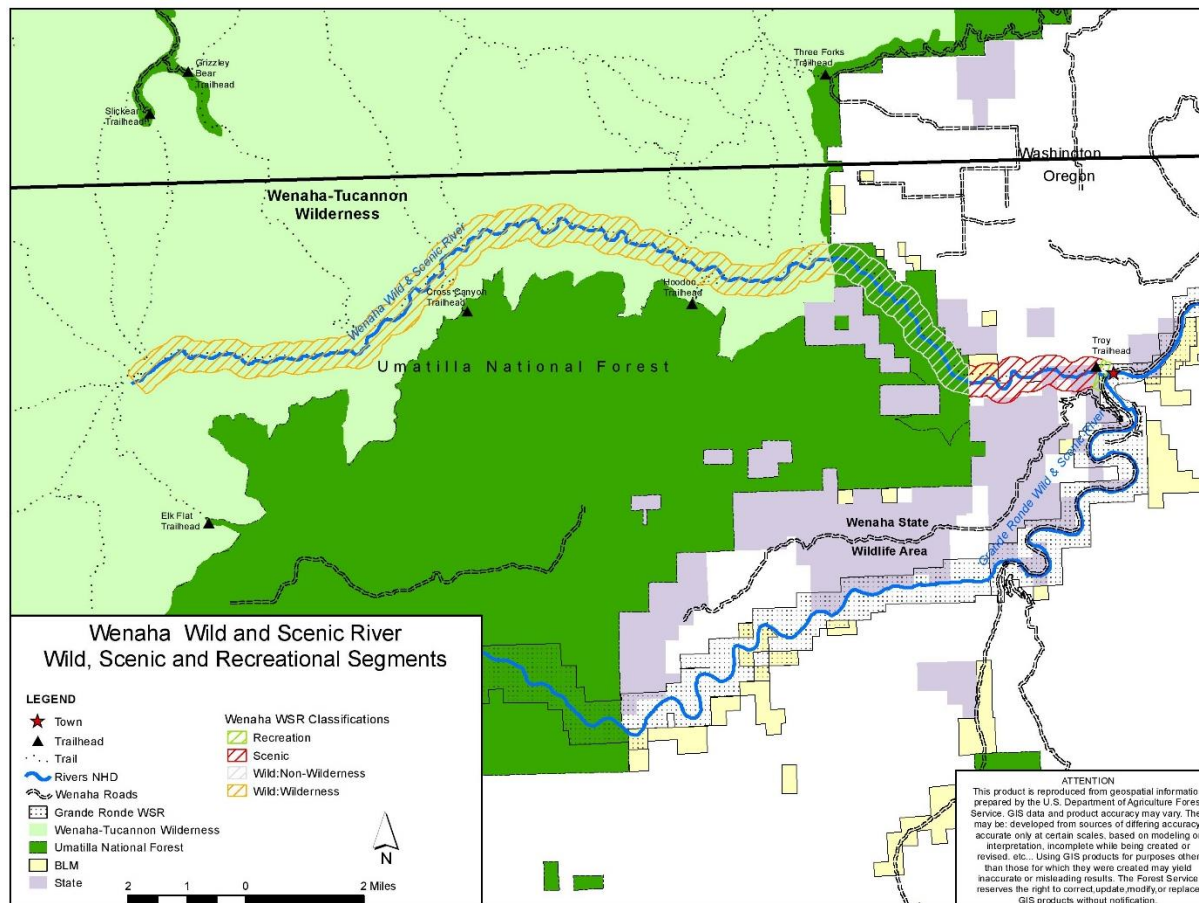 Grizzley
Bear
Trailhead
Slickear
Trailhead
Three Forks
Trailhead
Washington
Oregon
Wenaha-Tucannon
Wilderness
Wenaha Wild & Scenic River
Cross Canyon
Trailhead
Hoodoo
Trailhead
Umatilla National Forest
Troy
Trailhead
Grande Ronde Wild & Scenic River
Elk Flat
Trailhead
Wenaha State
Wildlife Area
Wenaha Wild and Scenic River
Wild, Scenic and Recreational Segments
LEGEND
Town
Trailhead
Trail
Rivers NHD
Wenaha Roads
Grande Ronde WSR
Wenaha-Tucannon Wilderness
Umatilla National Forest
BLM
State
Wenaha WSR Classifications
Recreation
Scenic
Wild:Non-Wilderness
Wild:Wilderness
N
2 1 0 2 Miles
ATTENTION
This product is reproduced from geospatial information
prepared by the U.S. Department of Agriculture Forest
Service. GIS data and product accuracy may vary. They
may be: developed from sources of differing accuracy,
accurate only at certain scales, based on modeling or
interpretation, incomplete while being created or
revised, etc... Using GIS products for purposes other
than those for which they were created may yield
inaccurate or misleading results. The Forest Service
reserves the right to correct,update,modify,or replace
GIS products without notification.